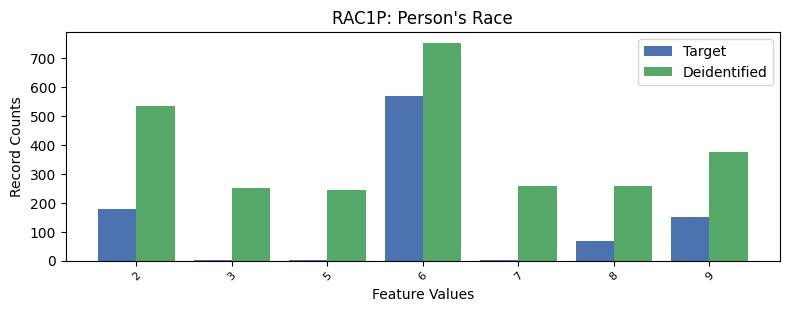 RAC1P: Person's Race
Target
Deidentified
Record Counts
700
600
500
400
300
200
100
0
2 3 5 6 7 8 9
Feature Values